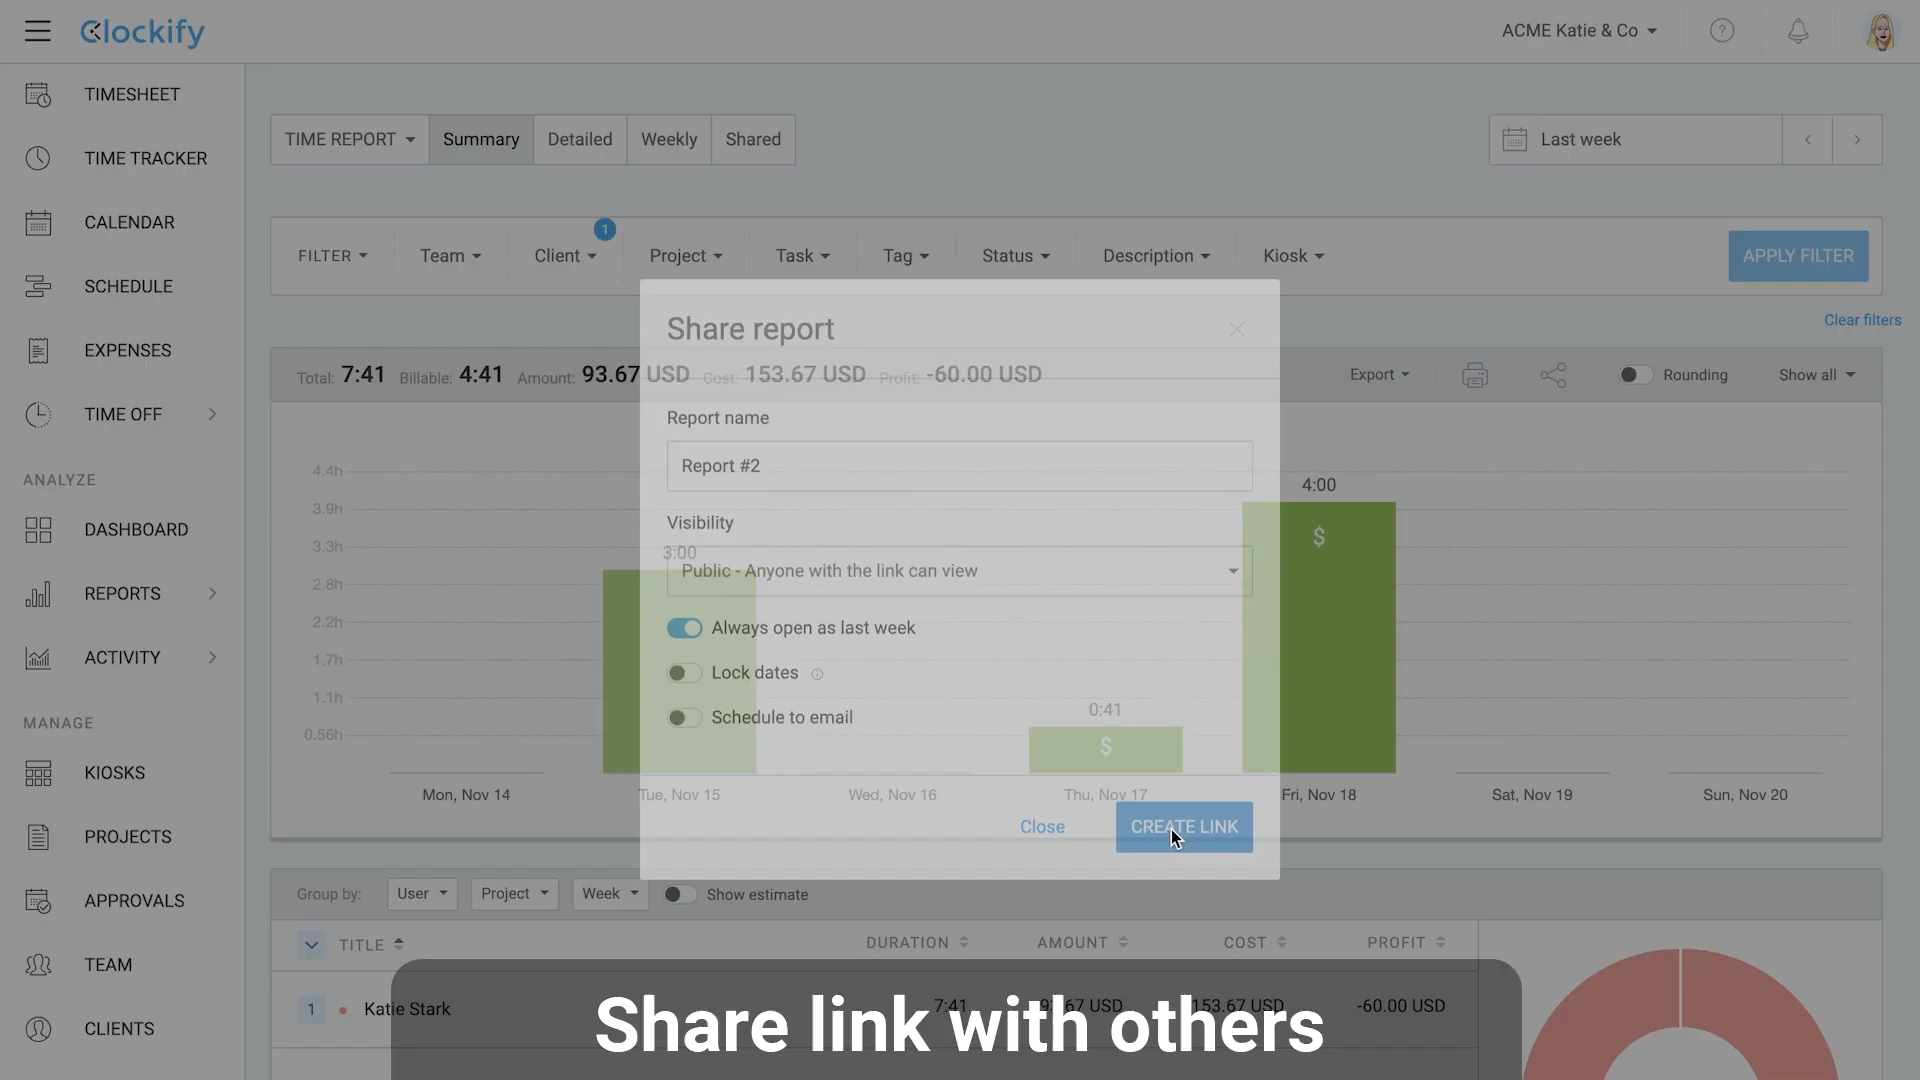 Clockify
ACME Katie & Co
TIMESHEET
TIME TRACKER
CALENDAR
SCHEDULE
EXPENSES
TIME OFF
ANALYZE
DASHBOARD
REPORTS
ACTIVITY
MANAGE
KIOSKS
PROJECTS
APPROVALS
TEAM
CLIENTS
TIME REPORT Summary Detailed Weekly Shared
Last week
1
FILTER Team Client Project Task Tag Status Description Kiosk APPLY FILTER
Clear filters
Total: 7:41 Billable: 4:41 Amount: 93.67 USD Cost: 153.67 USD Profit: -60.00 USD
Export Rounding Show all
Share report
Report name
Report #2
Visibility
Public - Anyone with the link can view
Always open as last week
Lock dates
Schedule to email
Close CREATE LINK
4.4h
3.9h
3.3h
2.8h
2.2h
1.7h
1.1h
0.56h
3:00
0:41
$
4:00
$
Mon, Nov 14 Tue, Nov 15 Wed, Nov 16 Thu, Nov 17 Fri, Nov 18 Sat, Nov 19 Sun, Nov 20
Group by: User Project Week Show estimate
TITLE DURATION AMOUNT COST PROFIT
1 Katie Stark 7:41 93.67 USD 153.67 USD -60.00 USD
Share link with others